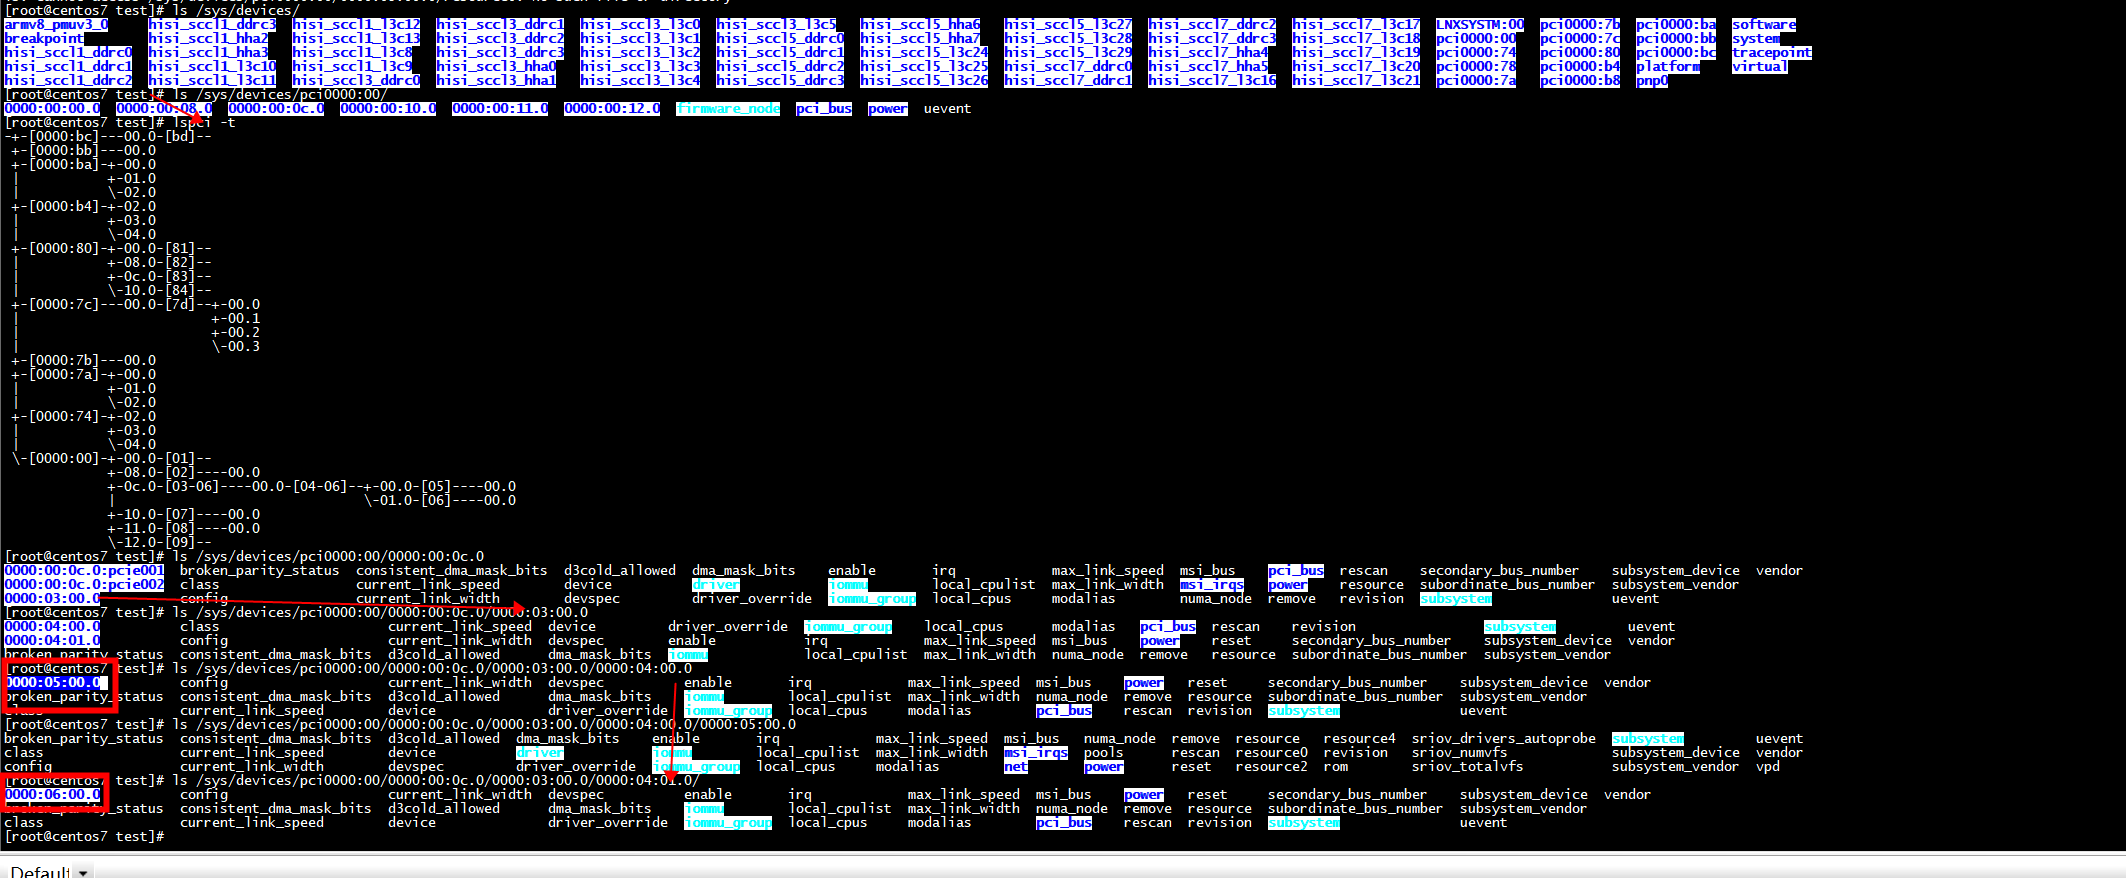 [root@centos7 test]# ls /sys/devices/
armv8_pmuv3_0 hisi_sccl1_ddrc3 hisi_sccl1_l3c12 hisi_sccl3_ddrc1 hisi_sccl3_l3c0 hisi_sccl3_l3c5 hisi_sccl5_hha6 hisi_sccl5_l3c27 hisi_sccl7_ddrc2 hisi_sccl7_l3c17 LNXSYSTM:00 pci0000:7b pci0000:ba software
breakpoint hisi_sccl1_hha2 hisi_sccl1_l3c13 hisi_sccl3_ddrc2 hisi_sccl3_l3c1 hisi_sccl5_ddrc0 hisi_sccl5_hha7 hisi_sccl5_l3c28 hisi_sccl7_ddrc3 hisi_sccl7_l3c18 pci0000:00 pci0000:7c pci0000:bb system
hisi_sccl1_ddrc0 hisi_sccl1_hha3 hisi_sccl1_l3c8 hisi_sccl3_ddrc3 hisi_sccl3_l3c2 hisi_sccl5_ddrc1 hisi_sccl5_l3c24 hisi_sccl5_l3c29 hisi_sccl7_hha4 hisi_sccl7_l3c19 pci0000:74 pci0000:80 pci0000:bc tracepoint
hisi_sccl1_ddrc1 hisi_sccl1_l3c10 hisi_sccl1_l3c9 hisi_sccl3_hha0 hisi_sccl3_l3c3 hisi_sccl5_ddrc2 hisi_sccl5_l3c25 hisi_sccl7_ddrc0 hisi_sccl7_hha5 hisi_sccl7_l3c20 pci0000:78 pci0000:b4 platform virtual
hisi_sccl1_ddrc2 hisi_sccl1_l3c11 hisi_sccl3_ddrc0 hisi_sccl3_hha1 hisi_sccl3_l3c4 hisi_sccl5_ddrc3 hisi_sccl5_l3c26 hisi_sccl7_ddrc1 hisi_sccl7_l3c16 hisi_sccl7_l3c21 pci0000:7a pci0000:b8 pnp0
[root@centos7 test]# ls /sys/devices/pci0000:00/
0000:00:00.0 0000:00:08.0 0000:00:0c.0 0000:00:10.0 0000:00:11.0 0000:00:12.0 firmware_node pci_bus power uevent
[root@centos7 test]# lspci -t
-+-[0000:bc]---00.0-[bd]--
 +-[0000:bb]---00.0
 +-[0000:ba]-+-00.0
 |           +-01.0
 |           \-02.0
 +-[0000:b4]-+-02.0
 |           +-03.0
 |           \-04.0
 +-[0000:80]-+-00.0-[81]--
 |           +-08.0-[82]--
 |           +-0c.0-[83]--
 |           \-10.0-[84]--
 +-[0000:7c]---00.0-[7d]--+-00.0
 |                        +-00.1
 |                        +-00.2
 |                        \-00.3
 +-[0000:7b]---00.0
 +-[0000:7a]-+-00.0
 |           +-01.0
 |           \-02.0
 +-[0000:74]-+-02.0
 |           +-03.0
 |           \-04.0
 \-[0000:00]-+-00.0-[01]--
             +-08.0-[02]----00.0
             +-0c.0-[03-06]----00.0-[04-06]--+-00.0-[05]----00.0
             |                               \-01.0-[06]----00.0
             +-10.0-[07]----00.0
             +-11.0-[08]----00.0
             \-12.0-[09]--
[root@centos7 test]# ls /sys/devices/pci0000:00/0000:00:0c.0
0000:00:0c.0:pcie001 broken_parity_status consistent_dma_mask_bits d3cold_allowed dma_mask_bits enable irq max_link_speed msi_bus pci_bus rescan secondary_bus_number subsystem_device vendor
0000:00:0c.0:pcie002 class current_link_speed device driver iommu local_cpulist max_link_width msi_irqs power resource subordinate_bus_number subsystem_vendor
0000:03:00.0 config current_link_width devspec driver_override iommu_group local_cpus modalias numa_node remove revision subsystem uevent
[root@centos7 test]# ls /sys/devices/pci0000:00/0000:00:0c.0/0000:03:00.0
0000:04:00.0 class current_link_speed device driver_override iommu_group local_cpus modalias pci_bus rescan revision subsystem uevent
0000:04:01.0 config current_link_width devspec enable irq max_link_speed msi_bus power reset secondary_bus_number subsystem_device vendor
broken_parity_status consistent_dma_mask_bits d3cold_allowed dma_mask_bits iommu local_cpulist max_link_width numa_node remove resource subordinate_bus_number subsystem_vendor
[root@centos7 test]# ls /sys/devices/pci0000:00/0000:00:0c.0/0000:03:00.0/0000:04:00.0
0000:05:00.0 config current_link_width devspec enable irq max_link_speed msi_bus power reset secondary_bus_number subsystem_device vendor
broken_parity_status consistent_dma_mask_bits d3cold_allowed dma_mask_bits iommu local_cpulist max_link_width numa_node remove resource subordinate_bus_number subsystem_vendor
class current_link_speed device driver_override iommu_group local_cpus modalias pci_bus rescan revision subsystem uevent
[root@centos7 test]# ls /sys/devices/pci0000:00/0000:00:0c.0/0000:03:00.0/0000:04:00.0/0000:05:00.0
broken_parity_status consistent_dma_mask_bits d3cold_allowed dma_mask_bits enable irq max_link_speed msi_bus numa_node remove resource resource4 sriov_drivers_autoprobe subsystem uevent
class current_link_speed device driver iommu local_cpulist max_link_width msi_irqs pools rescan resource0 revision sriov_numvfs subsystem_device vendor
config current_link_width devspec driver_override iommu_group local_cpus modalias net power reset resource2 rom sriov_totalvfs subsystem_vendor vpd
[root@centos7 test]# ls /sys/devices/pci0000:00/0000:00:0c.0/0000:03:00.0/0000:04:01.0/
0000:06:00.0 config current_link_width devspec enable irq max_link_speed msi_bus power reset secondary_bus_number subsystem_device vendor
broken_parity_status consistent_dma_mask_bits d3cold_allowed dma_mask_bits iommu local_cpulist max_link_width numa_node remove resource subordinate_bus_number subsystem_vendor
class current_link_speed device driver_override iommu_group local_cpus modalias pci_bus rescan revision subsystem uevent
[root@centos7 test]#
Default